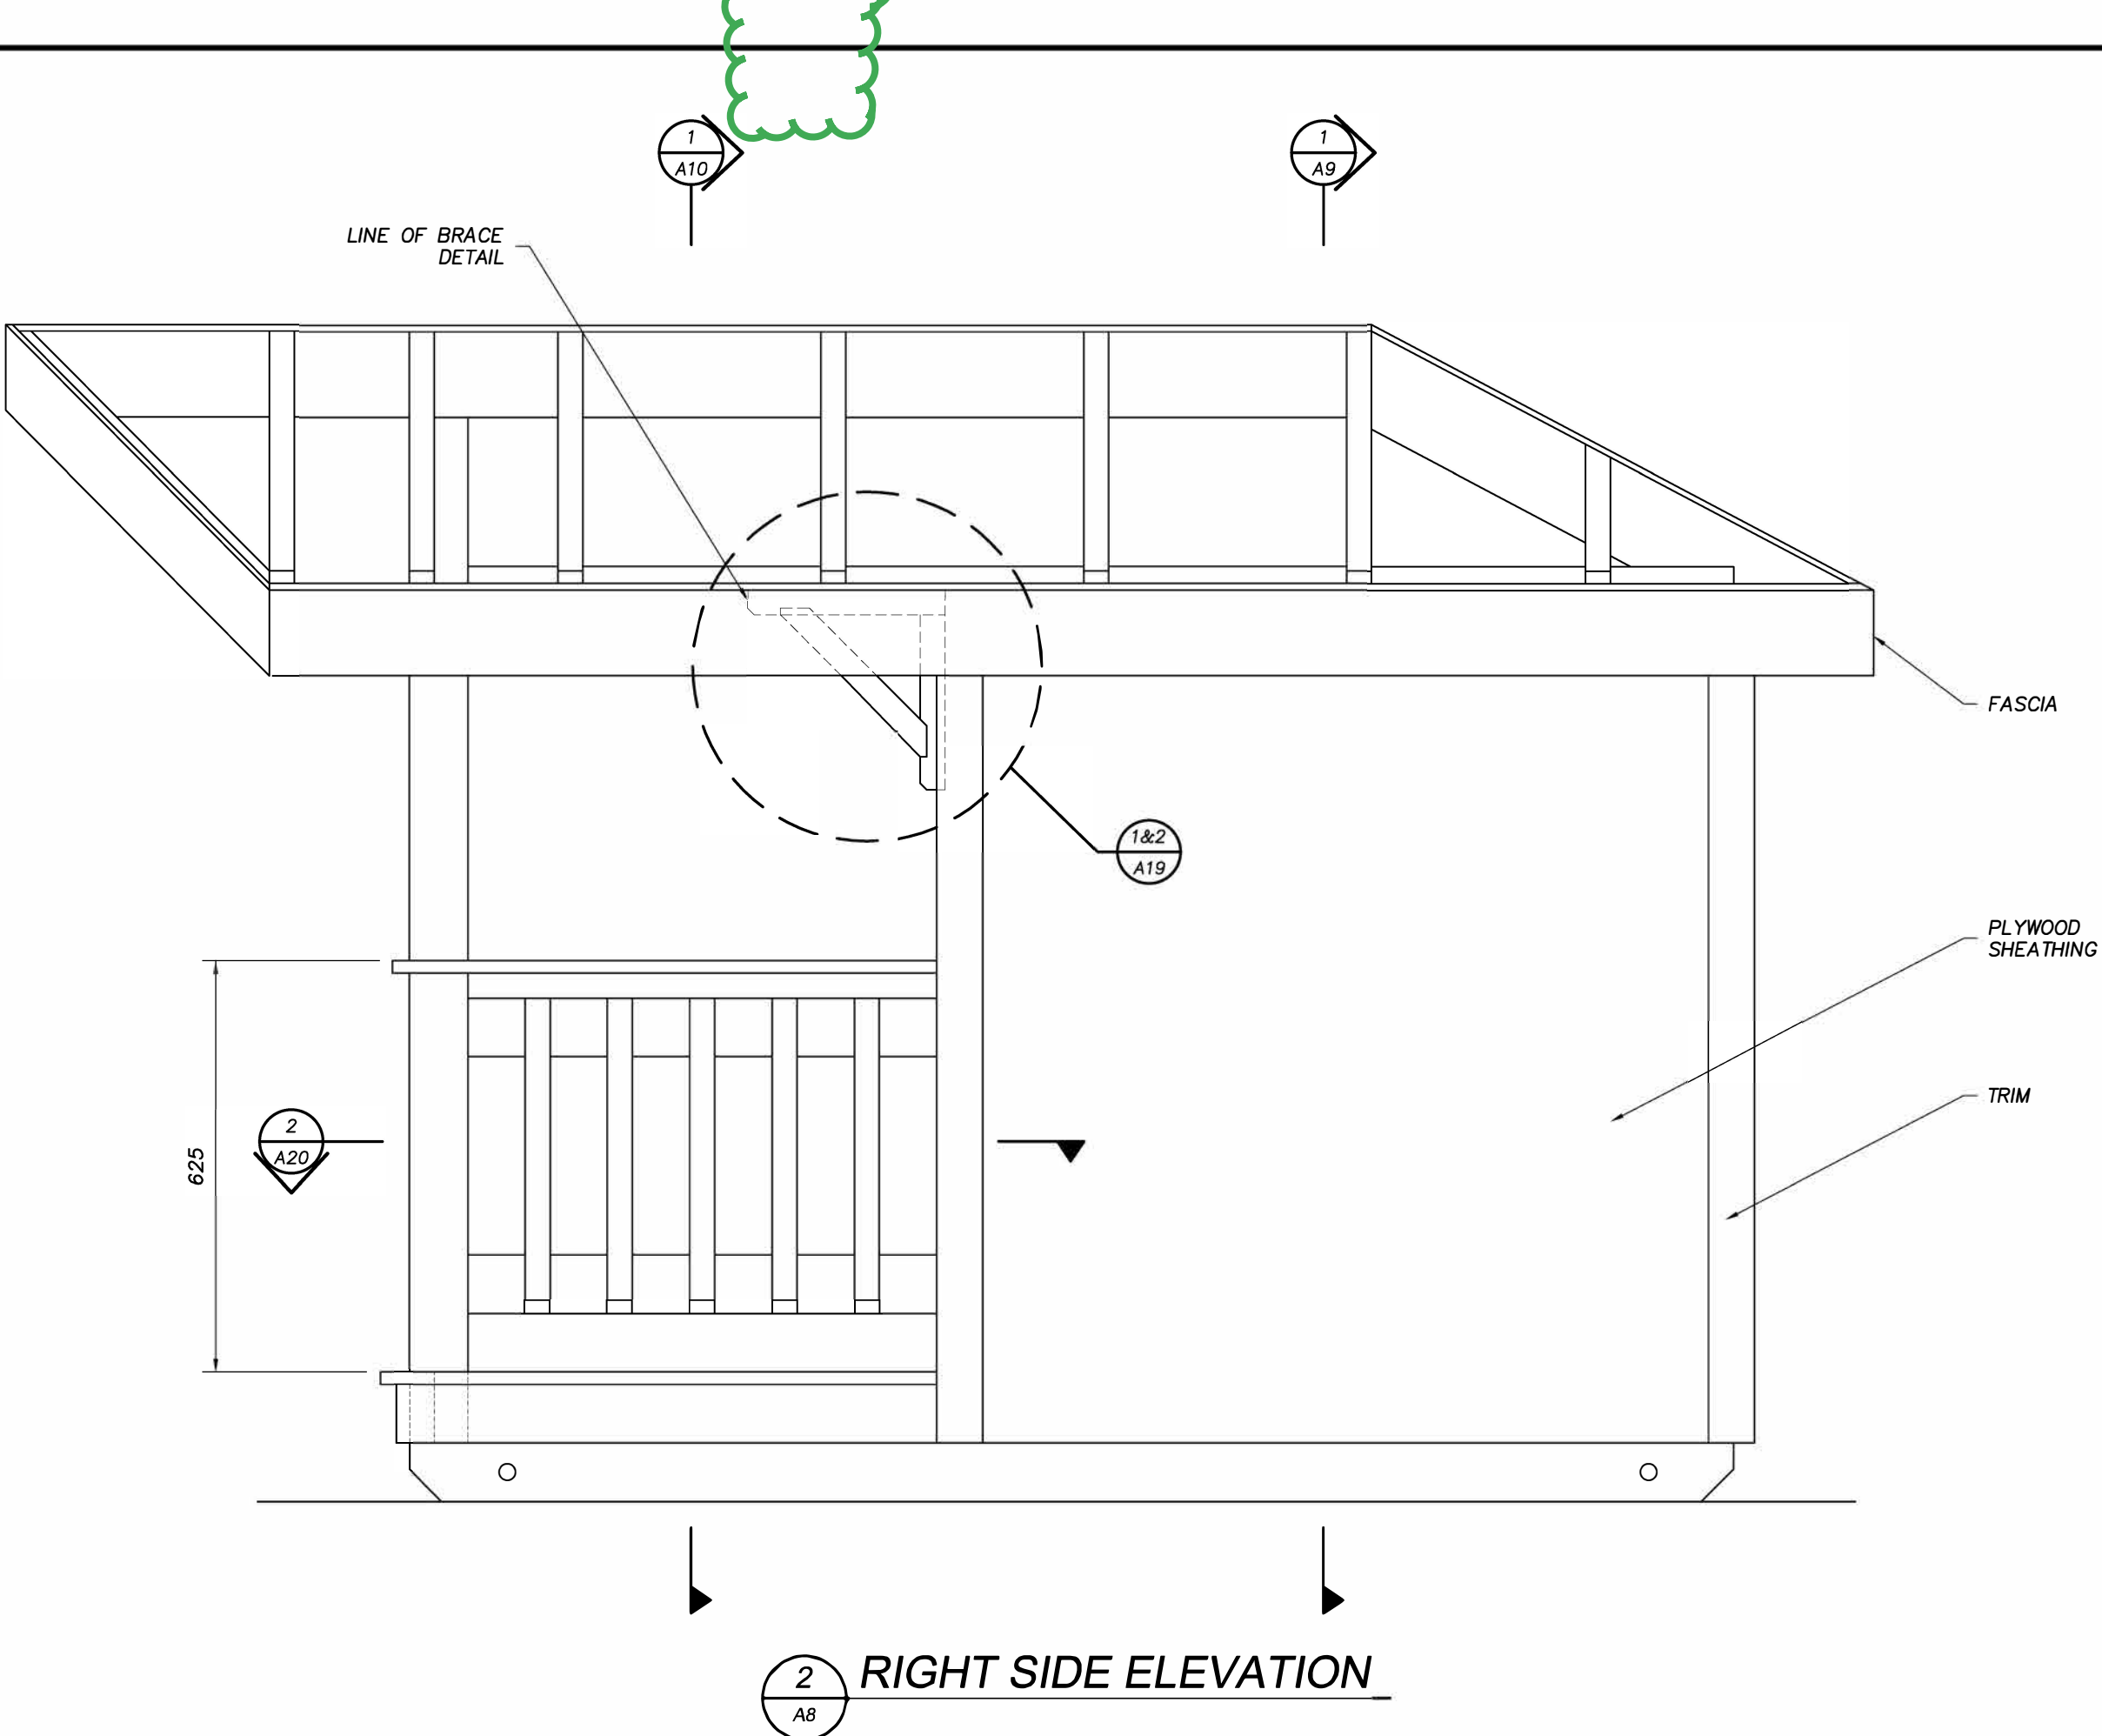 1
A10
1
A9
LINE OF BRACE
DETAIL
FASCIA
1&2
A19
PLYWOOD
SHEATHING
TRIM
2
A20
625
2
A8
RIGHT SIDE ELEVATION